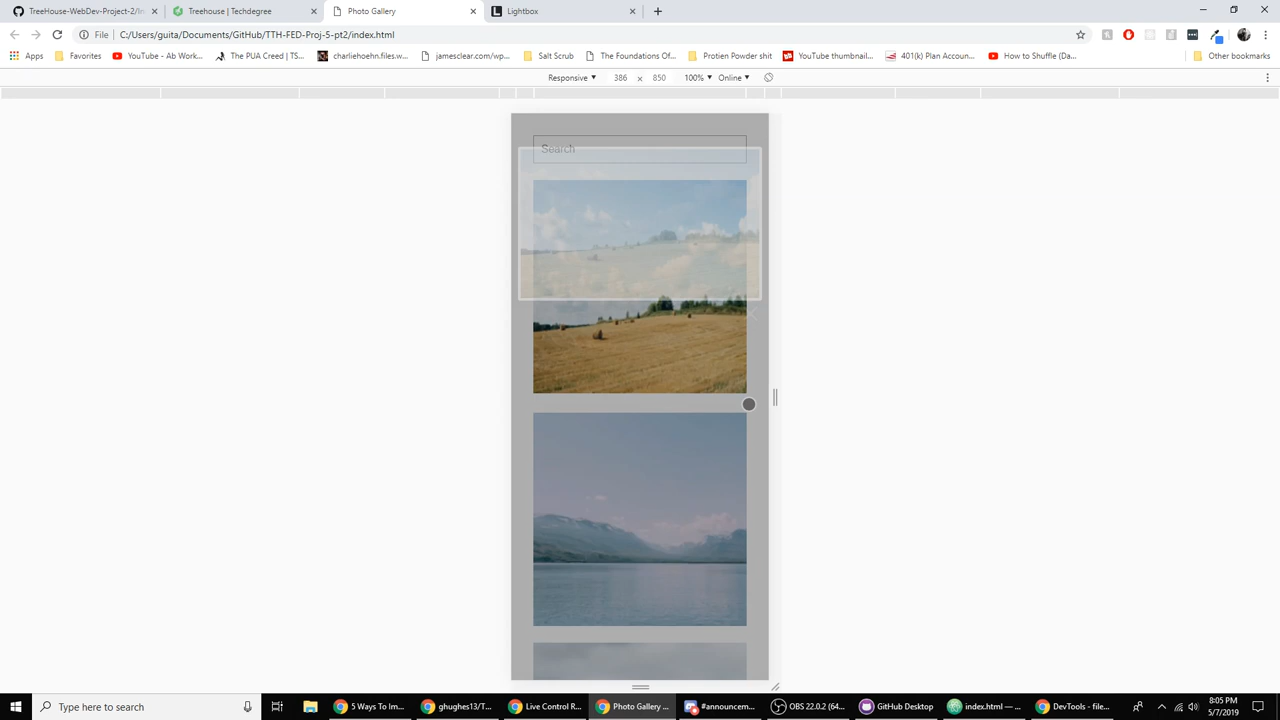 TreeHouse-WebDev-Project-2/In
Treehouse | Techdegree
Photo Gallery
Lightbox
File
C:/Users/guita/Documents/GitHub/TTH-FED-Proj-5-pt2/index.html
Apps
Favorites
YouTube - Ab Work...
The PUA Creed | TS...
charliehoehn.files.w...
jamesclear.com/wp...
Salt Scrub
The Foundations Of...
Protien Powder shit
YouTube thumbnail...
401(k) Plan Accoun...
How to Shuffle (Da...
Other bookmarks
Responsive
386 x 850
100%
Online
Search
Type here to search
5 Ways To Im...
ghughes13/T...
Live Control R...
Photo Gallery ...
#announcem...
OBS 22.0.2 (64...
GitHub Desktop
index.html — ...
DevTools - file...
8:05 PM
5/7/2019